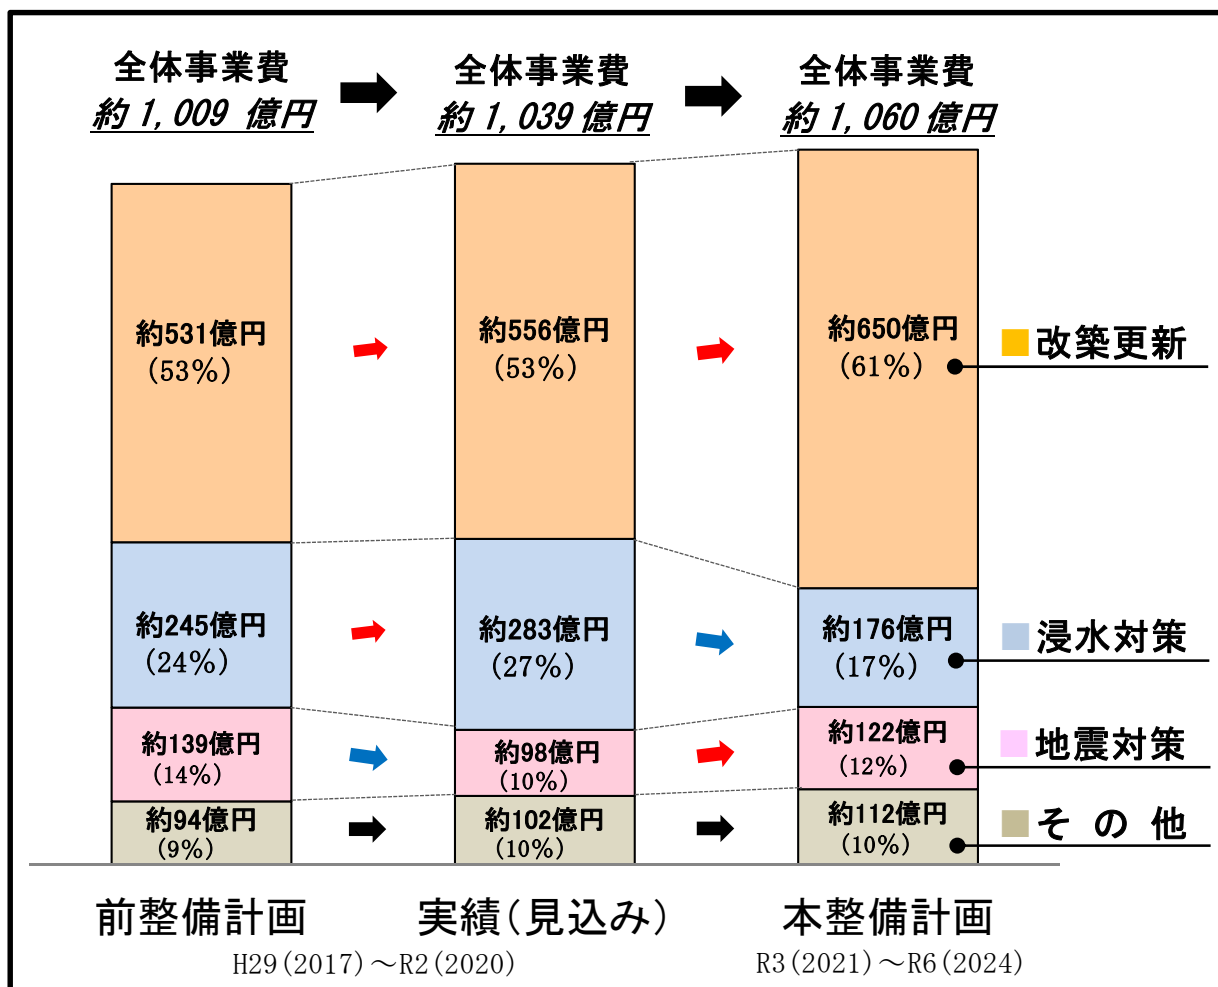 全体事業費
約 1,009 億円
全体事業費
約 1,039 億円
全体事業費
約 1,060 億円
約531億円
(53%)
約556億円
(53%)
約650億円
(61%)
改築更新
約245億円
(24%)
約283億円
(27%)
約176億円
(17%)
浸水対策
約139億円
(14%)
約98億円
(10%)
約122億円
(12%)
地震対策
約94億円
(9%)
約102億円
(10%)
約112億円
(10%)
そ の 他
前整備計画
実績(見込み)
本整備計画
H29(2017)～R2(2020)
R3(2021)～R6(2024)